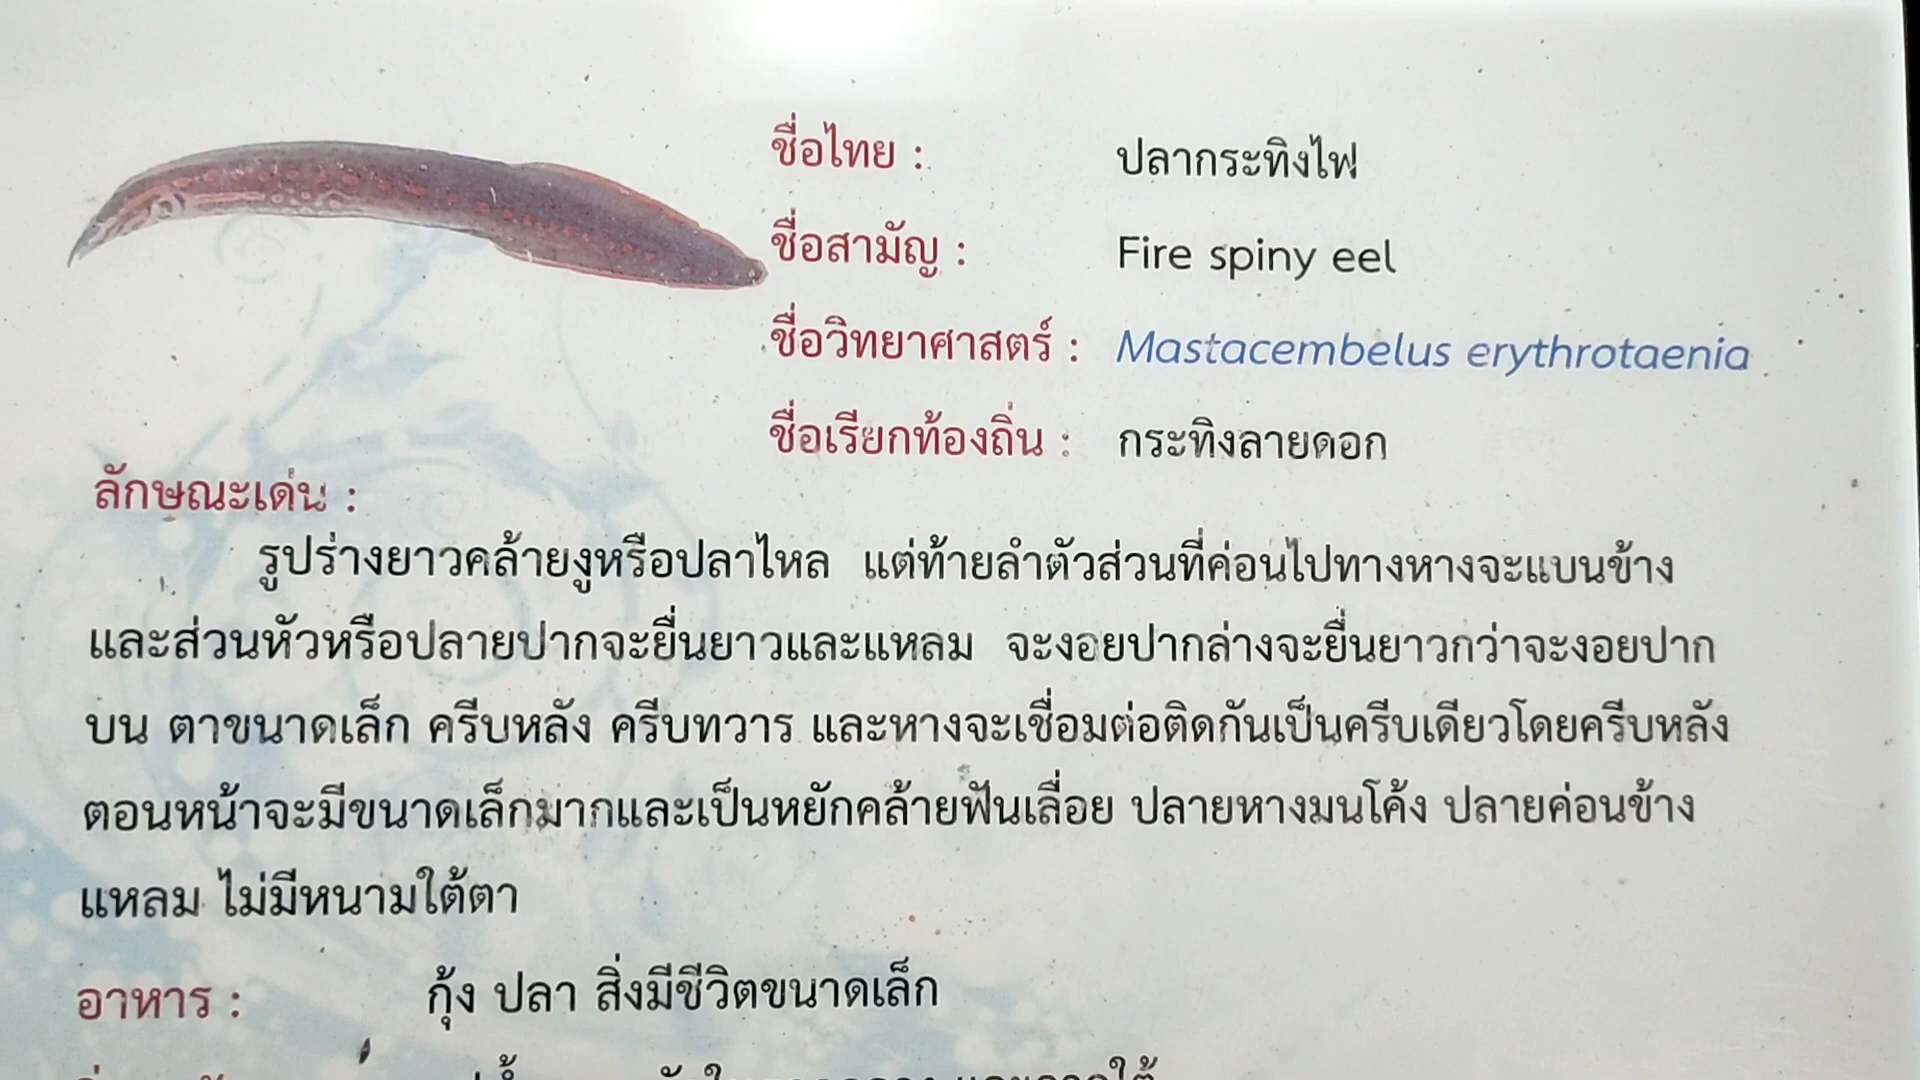 ชื่อไทย : ปลากระทิงไฟ
ชื่อสามัญ : Fire spiny eel
ชื่อวิทยาศาสตร์ : Mastacembelus erythrotaenia
ชื่อเรียกท้องถิ่น : กระทิงลายดอก
ลักษณะเด่น :
รูปร่างยาวคล้ายงูหรือปลาไหล แต่ท้ายลำตัวส่วนที่ค่อนไปทางหางจะแบนข้าง
และส่วนหัวหรือปลายปากจะยื่นยาวและแหลม จะงอยปากล่างจะยื่นยาวกว่าจะงอยปาก
บน ตาขนาดเล็ก ครีบหลัง ครีบทวาร และหางจะเชื่อมต่อติดกันเป็นครีบเดียวโดยครีบหลัง
ตอนหน้าจะมีขนาดเล็กมากและเป็นหยักคล้ายฟันเลื่อย ปลายหางมนโค้ง ปลายค่อนข้าง
แหลม ไม่มีหนามใต้ตา
อาหาร : กุ้ง ปลา สิ่งมีชีวิตขนาดเล็ก